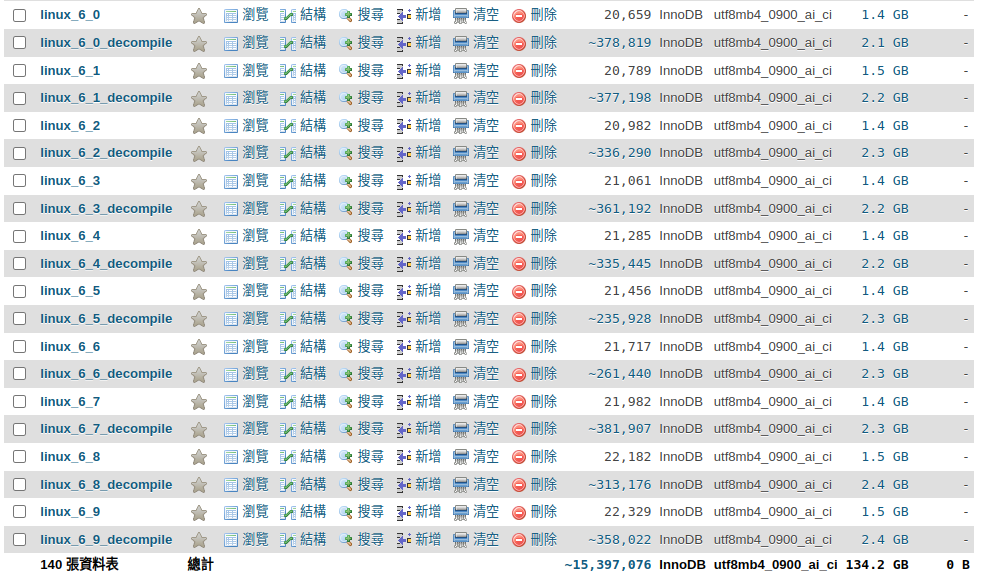 linux_6_0 瀏覽 結構 搜尋 新增 清空 刪除 20,659 InnoDB utf8mb4_0900_ai_ci 1.4 GB -
linux_6_0_decompile 瀏覽 結構 搜尋 新增 清空 刪除 ~378,819 InnoDB utf8mb4_0900_ai_ci 2.1 GB -
linux_6_1 瀏覽 結構 搜尋 新增 清空 刪除 20,789 InnoDB utf8mb4_0900_ai_ci 1.5 GB -
linux_6_1_decompile 瀏覽 結構 搜尋 新增 清空 刪除 ~377,198 InnoDB utf8mb4_0900_ai_ci 2.2 GB -
linux_6_2 瀏覽 結構 搜尋 新增 清空 刪除 20,982 InnoDB utf8mb4_0900_ai_ci 1.4 GB -
linux_6_2_decompile 瀏覽 結構 搜尋 新增 清空 刪除 ~336,290 InnoDB utf8mb4_0900_ai_ci 2.3 GB -
linux_6_3 瀏覽 結構 搜尋 新增 清空 刪除 21,061 InnoDB utf8mb4_0900_ai_ci 1.4 GB -
linux_6_3_decompile 瀏覽 結構 搜尋 新增 清空 刪除 ~361,192 InnoDB utf8mb4_0900_ai_ci 2.2 GB -
linux_6_4 瀏覽 結構 搜尋 新增 清空 刪除 21,285 InnoDB utf8mb4_0900_ai_ci 1.4 GB -
linux_6_4_decompile 瀏覽 結構 搜尋 新增 清空 刪除 ~335,445 InnoDB utf8mb4_0900_ai_ci 2.2 GB -
linux_6_5 瀏覽 結構 搜尋 新增 清空 刪除 21,456 InnoDB utf8mb4_0900_ai_ci 1.4 GB -
linux_6_5_decompile 瀏覽 結構 搜尋 新增 清空 刪除 ~235,928 InnoDB utf8mb4_0900_ai_ci 2.3 GB -
linux_6_6 瀏覽 結構 搜尋 新增 清空 刪除 21,717 InnoDB utf8mb4_0900_ai_ci 1.4 GB -
linux_6_6_decompile 瀏覽 結構 搜尋 新增 清空 刪除 ~261,440 InnoDB utf8mb4_0900_ai_ci 2.3 GB -
linux_6_7 瀏覽 結構 搜尋 新增 清空 刪除 21,982 InnoDB utf8mb4_0900_ai_ci 1.4 GB -
linux_6_7_decompile 瀏覽 結構 搜尋 新增 清空 刪除 ~381,907 InnoDB utf8mb4_0900_ai_ci 2.3 GB -
linux_6_8 瀏覽 結構 搜尋 新增 清空 刪除 22,182 InnoDB utf8mb4_0900_ai_ci 1.5 GB -
linux_6_8_decompile 瀏覽 結構 搜尋 新增 清空 刪除 ~313,176 InnoDB utf8mb4_0900_ai_ci 2.4 GB -
linux_6_9 瀏覽 結構 搜尋 新增 清空 刪除 22,329 InnoDB utf8mb4_0900_ai_ci 1.5 GB -
linux_6_9_decompile 瀏覽 結構 搜尋 新增 清空 刪除 ~358,022 InnoDB utf8mb4_0900_ai_ci 2.4 GB -
140 張資料表 總計 ~15,397,076 InnoDB utf8mb4_0900_ai_ci 134.2 GB 0 B